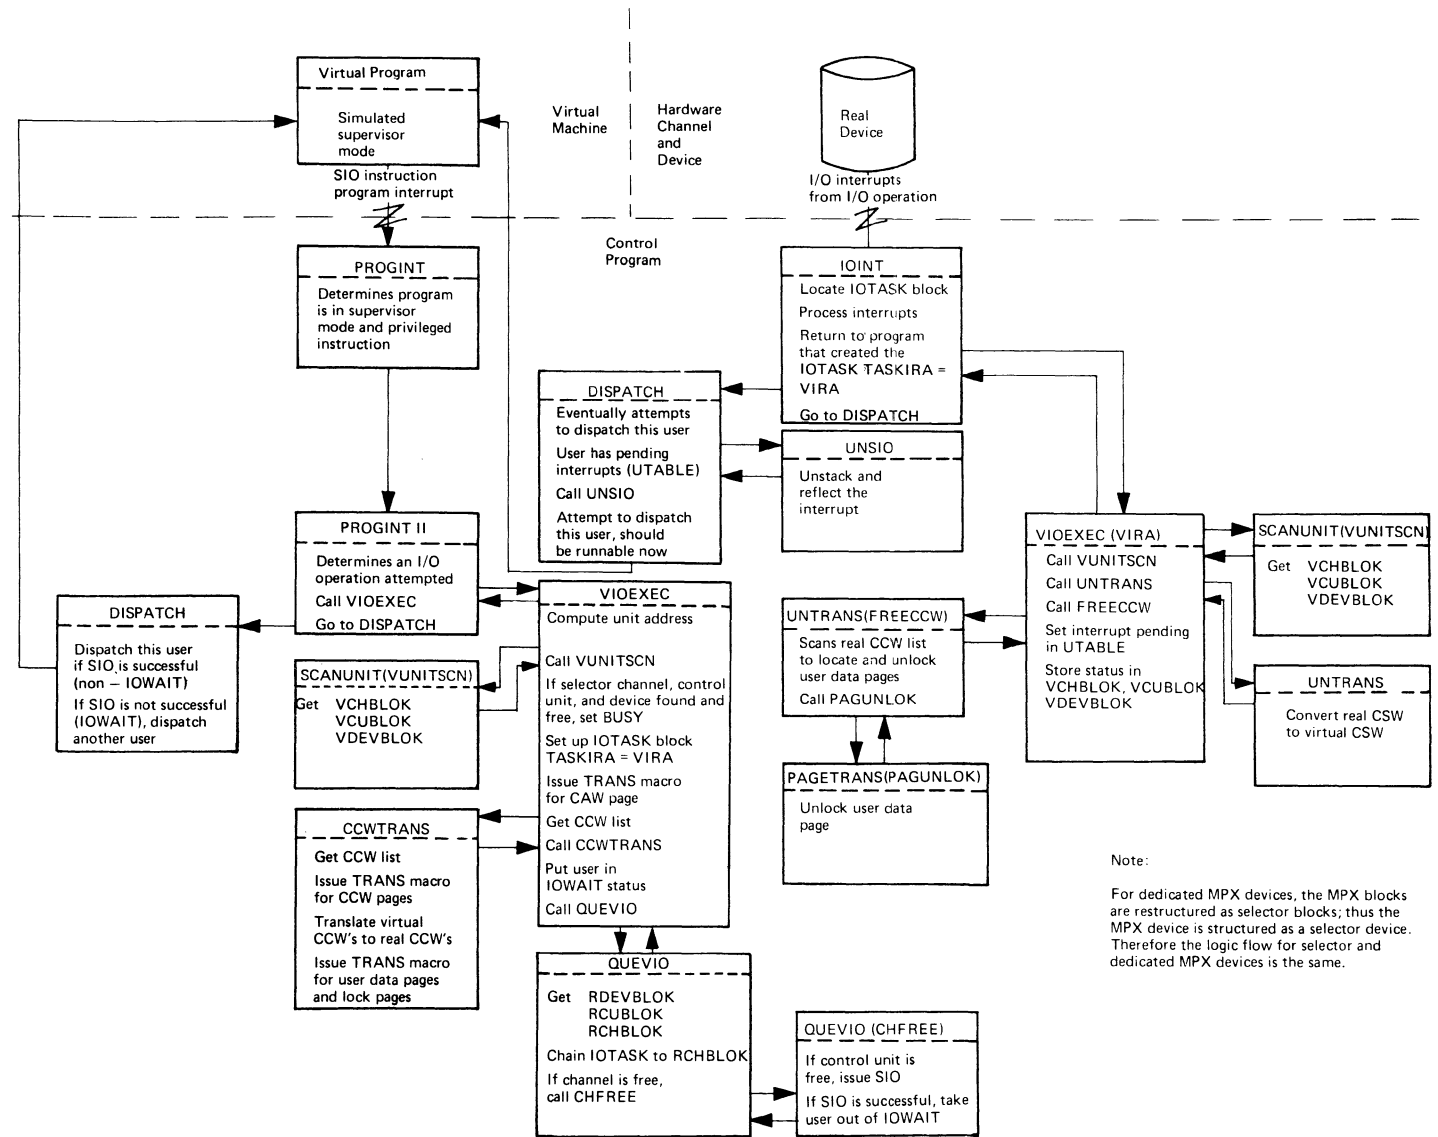 Virtual Program
Simulated
supervisor
mode
SIO instruction
program interrupt
Virtual
Machine
Hardware
Channel
and
Device
Real
Device
I/O interrupts
from I/O operation
Control
Program
PROGINT
Determines program
is in supervisor
mode and privileged
instruction
IOINT
Locate IOTASK block
Process interrupts
Return to program
that created the
IOTASK TASKIRA =
VIRA
Go to DISPATCH
DISPATCH
Eventually attempts
to dispatch this user
User has pending
interrupts (UTABLE)
Call UNSIO
Attempt to dispatch
this user, should
be runnable now
UNSIO
Unstack and
reflect the
interrupt
PROGINT II
Determines an I/O
operation attempted
Call VIOEXEC
Go to DISPATCH
DISPATCH
Dispatch this user
if SIO is successful
(non – IOWAIT)
If SIO is not successful
(IOWAIT), dispatch
another user
SCANUNIT(VUNITSCN)
Get VCHBLOK
VCUBLOK
VDEVBLOK
CCWTRANS
Get CCW list
Issue TRANS macro
for CCW pages
Translate virtual
CCW's to real CCW's
Issue TRANS macro
for user data pages
and lock pages
VIOEXEC
Compute unit address
Call VUNITSCN
If selector channel, control
unit, and device found and
free, set BUSY
Set up IOTASK block
TASKIRA = VIRA
Issue TRANS macro
for CAW page
Get CCW list
Call CCWTRANS
Put user in
IOWAIT status
Call QUEVIO
QUEVIO
Get RDEVBLOK
RCUBLOK
RCHBLOK
Chain IOTASK to RCHBLOK
If channel is free,
call CHFREE
QUEVIO (CHFREE)
If control unit is
free, issue SIO
If SIO is successful, take
user out of IOWAIT
UNTRANS(FREECCW)
Scans real CCW list
to locate and unlock
user data pages
Call PAGUNLOK
PAGETRANS(PAGUNLOK)
Unlock user data
page
VIOEXEC (VIRA)
Call VUNITSCN
Call UNTRANS
Call FREECCW
Set interrupt pending
in UTABLE
Store status in
VCHBLOK, VCUBLOK
VDEVBLOK
SCANUNIT(VUNITSCN)
Get VCHBLOK
VCUBLOK
VDEVBLOK
UNTRANS
Convert real CSW
to virtual CSW
Note:
For dedicated MPX devices, the MPX blocks
are restructured as selector blocks; thus the
MPX device is structured as a selector device.
Therefore the logic flow for selector and
dedicated MPX devices is the same.